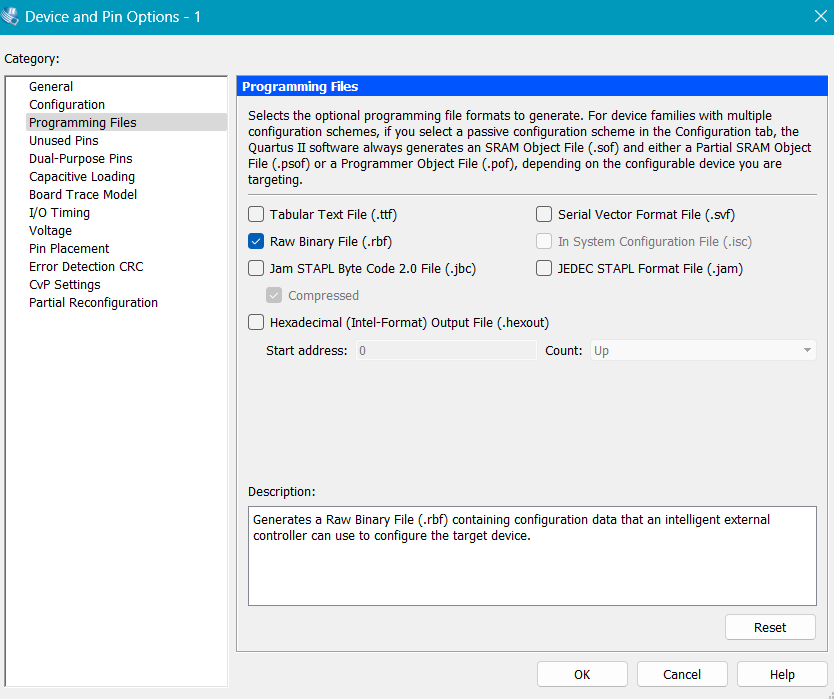 Device and Pin Options - 1
Category:
General
Configuration
Programming Files
Unused Pins
Dual-Purpose Pins
Capacitive Loading
Board Trace Model
I/O Timing
Voltage
Pin Placement
Error Detection CRC
CvP Settings
Partial Reconfiguration
Programming Files
Selects the optional programming file formats to generate. For device families with multiple
configuration schemes, if you select a passive configuration scheme in the Configuration tab, the
Quartus II software always generates an SRAM Object File (.sof) and either a Partial SRAM Object
File (.psof) or a Programmer Object File (.pof), depending on the configurable device you are
targeting.
Tabular Text File (.ttf)
Serial Vector Format File (.svf)
Raw Binary File (.rbf)
In System Configuration File (.isc)
Jam STAPL Byte Code 2.0 File (.jbc)
JEDEC STAPL Format File (.jam)
Compressed
Hexadecimal (Intel-Format) Output File (.hexout)
Start address: 0 Count: Up
Description:
Generates a Raw Binary File (.rbf) containing configuration data that an intelligent external
controller can use to configure the target device.
Reset
OK Cancel Help